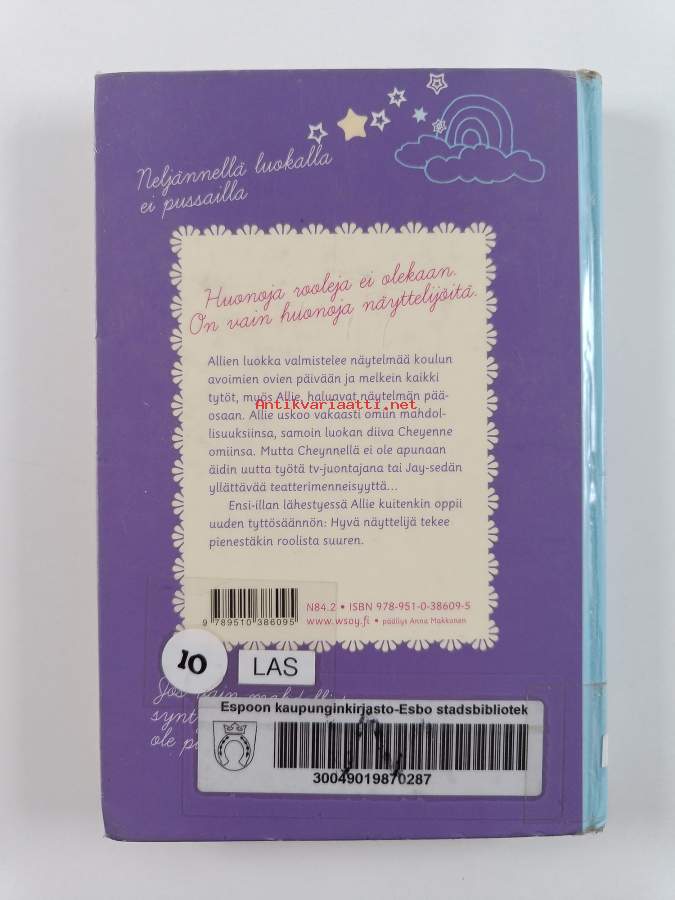 Neljännellä luokalla
ei pussailla
Huonoja rooleja ei olekaan.
On vain huonoja näyttelijöitä.
Allien luokka valmistelee näytelmää koulun
avoimien ovien päivään ja melkein kaikki
tytöt, myös Allie, haluavat näytelmän pää-
osaan. Allie uskoo vakaasti omiin mahdol-
Antikvariaatti.net
lisuuksiinsa, samoin luokan diiva Cheyenne
omiinsa. Mutta Cheynnellä ei ole apunaan
äidin uutta työtä tv-juontajana tai Jay-sedän
yllättävää teatterimenneisyyttä...
Ensi-illan lähestyessä Allie kuitenkin oppii
uuden tyttösäännön: Hyvä näyttelijä tekee
pienestäkin roolista suuren.
N84.2 • ISBN 978-951-0-38609-5
www.wsoy.fi • päällys Anna Makkonen
9 789510 386095
10
LAS
ole
Espoon kaupunginkirjasto-Esbo stadsbibliotek
30049019870287